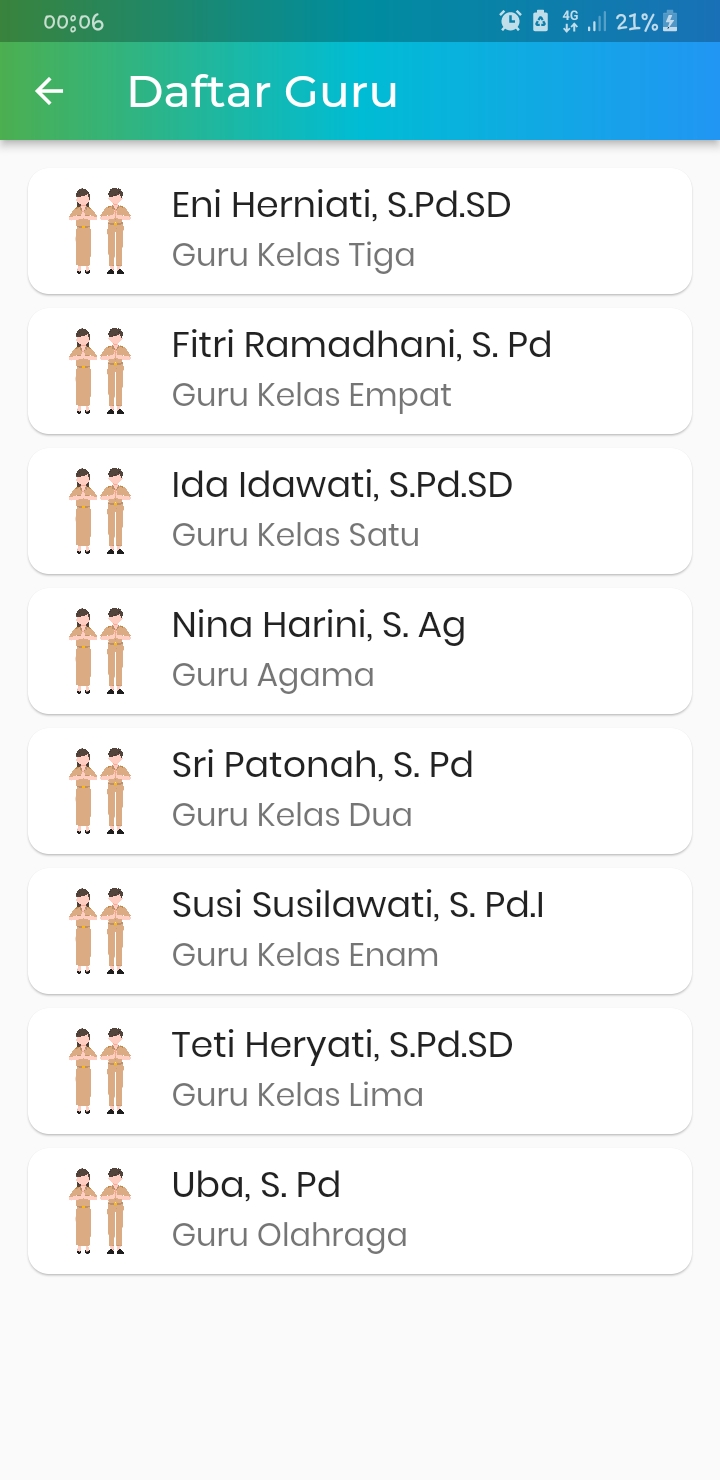 00:06
4G
21%
Daftar Guru
Eni Herniati, S.Pd.SD
Guru Kelas Tiga
Fitri Ramadhani, S. Pd
Guru Kelas Empat
Ida Idawati, S.Pd.SD
Guru Kelas Satu
Nina Harini, S. Ag
Guru Agama
Sri Patonah, S. Pd
Guru Kelas Dua
Susi Susilawati, S. Pd.I
Guru Kelas Enam
Teti Heryati, S.Pd.SD
Guru Kelas Lima
Uba, S. Pd
Guru Olahraga